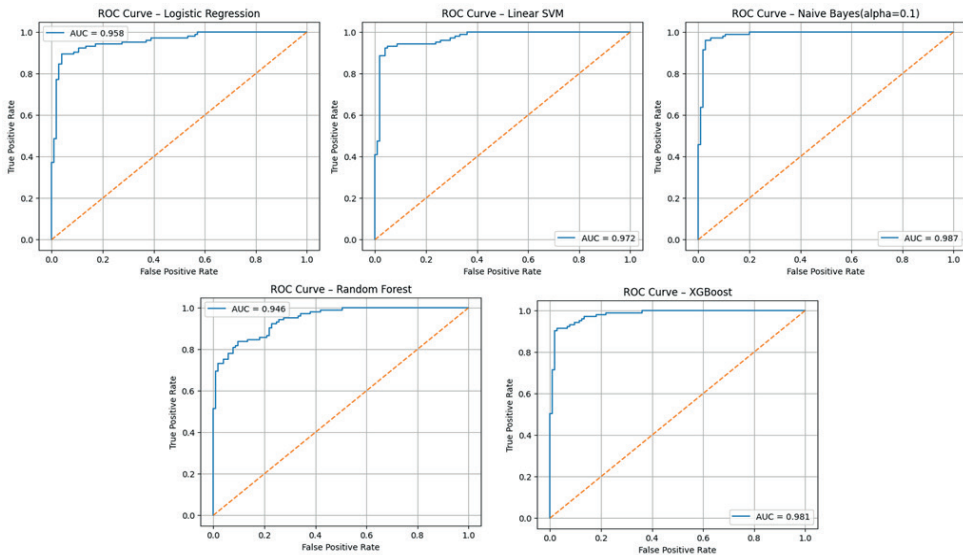 ROC Curve – Logistic Regression
AUC = 0.958
True Positive Rate
1.0
0.8
0.6
0.4
0.2
0.0
0.0 0.2 0.4 0.6 0.8 1.0
False Positive Rate
ROC Curve – Linear SVM
True Positive Rate
1.0
0.8
0.6
0.4
0.2
0.0
AUC = 0.972
0.0 0.2 0.4 0.6 0.8 1.0
False Positive Rate
ROC Curve – Naive Bayes(alpha=0.1)
True Positive Rate
1.0
0.8
0.6
0.4
0.2
0.0
AUC = 0.987
0.0 0.2 0.4 0.6 0.8 1.0
False Positive Rate
ROC Curve – Random Forest
AUC = 0.946
True Positive Rate
1.0
0.8
0.6
0.4
0.2
0.0
0.0 0.2 0.4 0.6 0.8 1.0
False Positive Rate
ROC Curve – XGBoost
True Positive Rate
1.0
0.8
0.6
0.4
0.2
0.0
AUC = 0.981
0.0 0.2 0.4 0.6 0.8 1.0
False Positive Rate